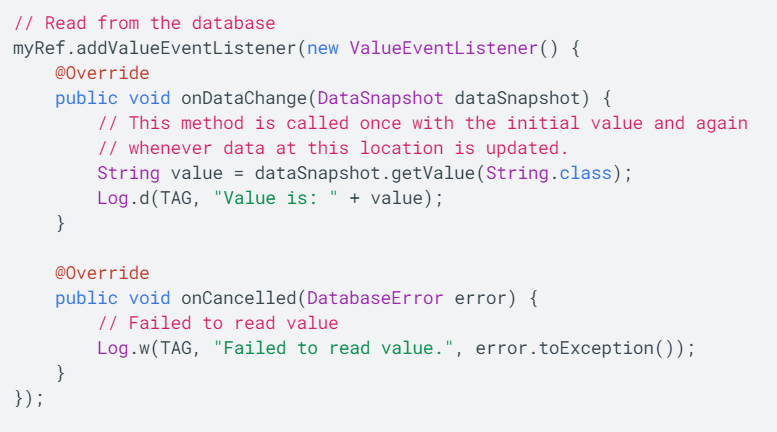 // Read from the database
myRef.addValueEventListener(new ValueEventListener() {
    @Override
    public void onDataChange(DataSnapshot dataSnapshot) {
        // This method is called once with the initial value and again
        // whenever data at this location is updated.
        String value = dataSnapshot.getValue(String.class);
        Log.d(TAG, "Value is: " + value);
    }

    @Override
    public void onCancelled(DatabaseError error) {
        // Failed to read value
        Log.w(TAG, "Failed to read value.", error.toException());
    }
});